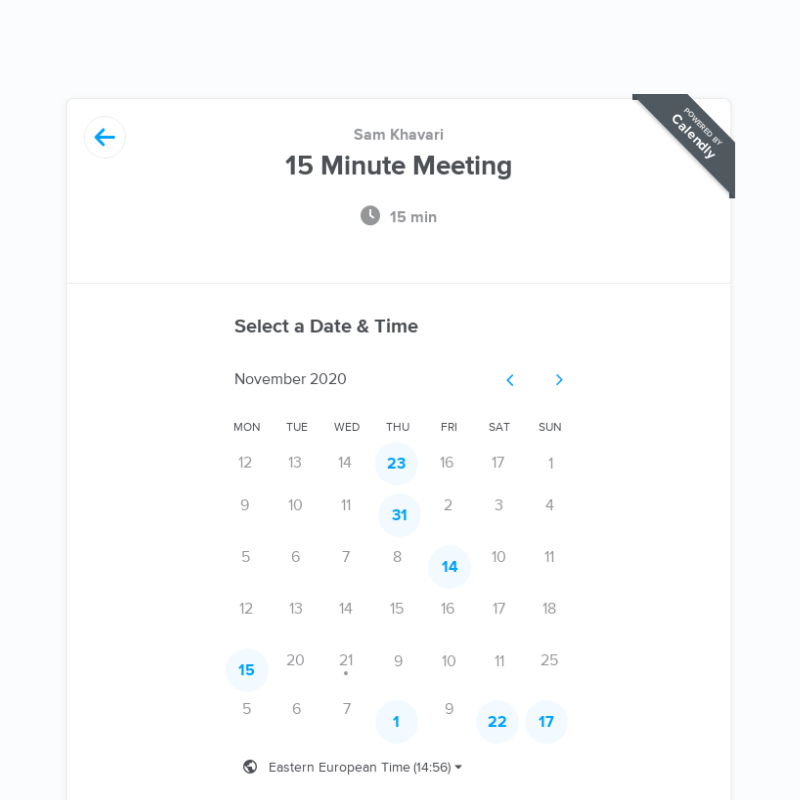 POWERED BY
Calendly
Sam Khavari
15 Minute Meeting
15 min
Select a Date & Time
November 2020
MON TUE WED THU FRI SAT SUN
12 13 14 23 16 17 1
9 10 11 31 2 3 4
5 6 7 8 14 10 11
12 13 14 15 16 17 18
15 20 21 9 10 11 25
5 6 7 1 9 22 17
Eastern European Time (14:56)